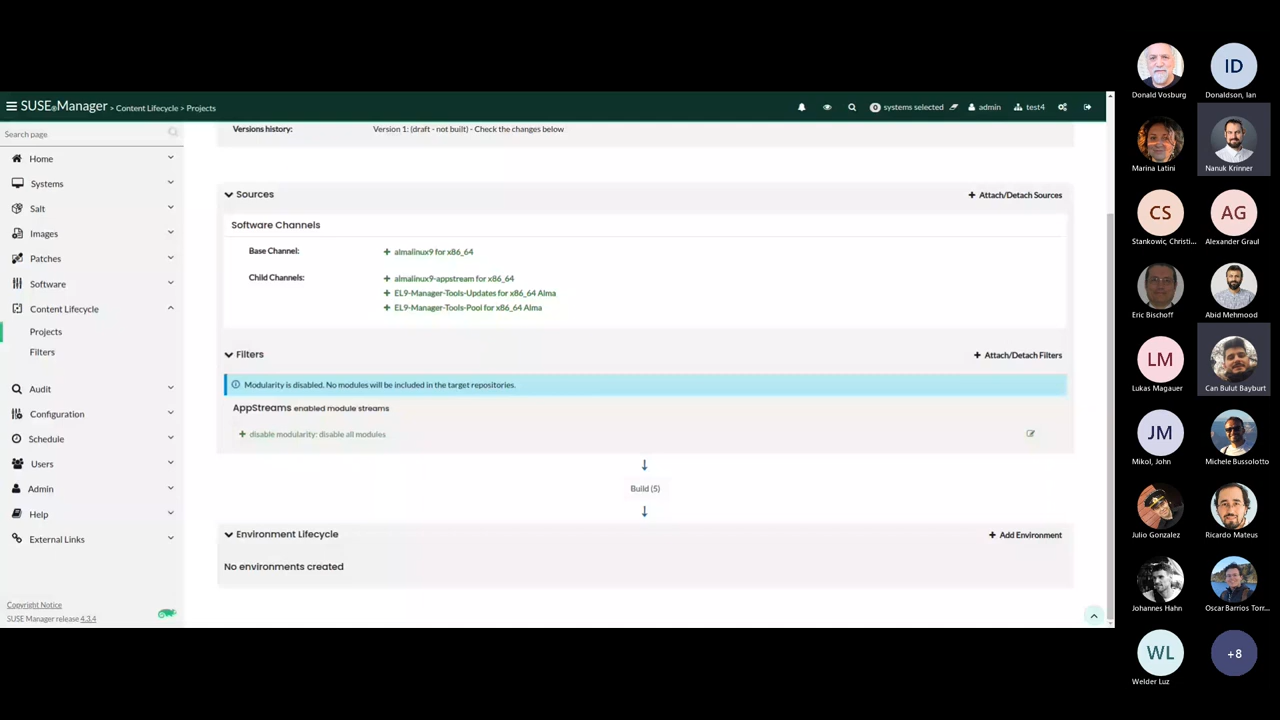 SUSE Manager > Content Lifecycle > Projects
0 systems selected
admin
test4
Search page
Home
Systems
Salt
Images
Patches
Software
Content Lifecycle
Projects
Filters
Audit
Configuration
Schedule
Users
Admin
Help
External Links
Copyright Notice
SUSE Manager release 4.3.4
Versions history: Version 1: (draft - not built) - Check the changes below
Sources
+ Attach/Detach Sources
Software Channels
Base Channel: + almalinux9 for x86_64
Child Channels: + almalinux9-appstream for x86_64
+ EL9-Manager-Tools-Updates for x86_64 Alma
+ EL9-Manager-Tools-Pool for x86_64 Alma
Filters
+ Attach/Detach Filters
Modularity is disabled. No modules will be included in the target repositories.
AppStreams enabled module streams
+ disable modularity: disable all modules
Build (5)
Environment Lifecycle
+ Add Environment
No environments created
Donald Vosburg
ID
Donaldson, Ian
Marina Latini
Nanuk Krinner
CS
Stankowic, Christi...
AG
Alexander Graul
Eric Bischoff
Abid Mehmood
LM
Lukas Magauer
Can Bulut Bayburt
JM
Mikol, John
Michele Bussolotto
Julio Gonzalez
Ricardo Mateus
Johannes Hahn
Oscar Barrios Torr...
WL
Welder Luz
+8